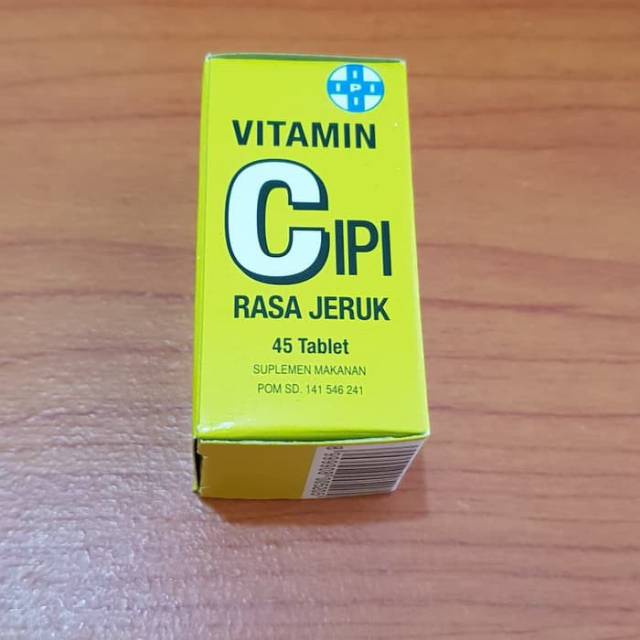 IPI
VITAMIN
CIPI
RASA JERUK
45 Tablet
SUPLEMEN MAKANAN
POM SD. 141 546 241